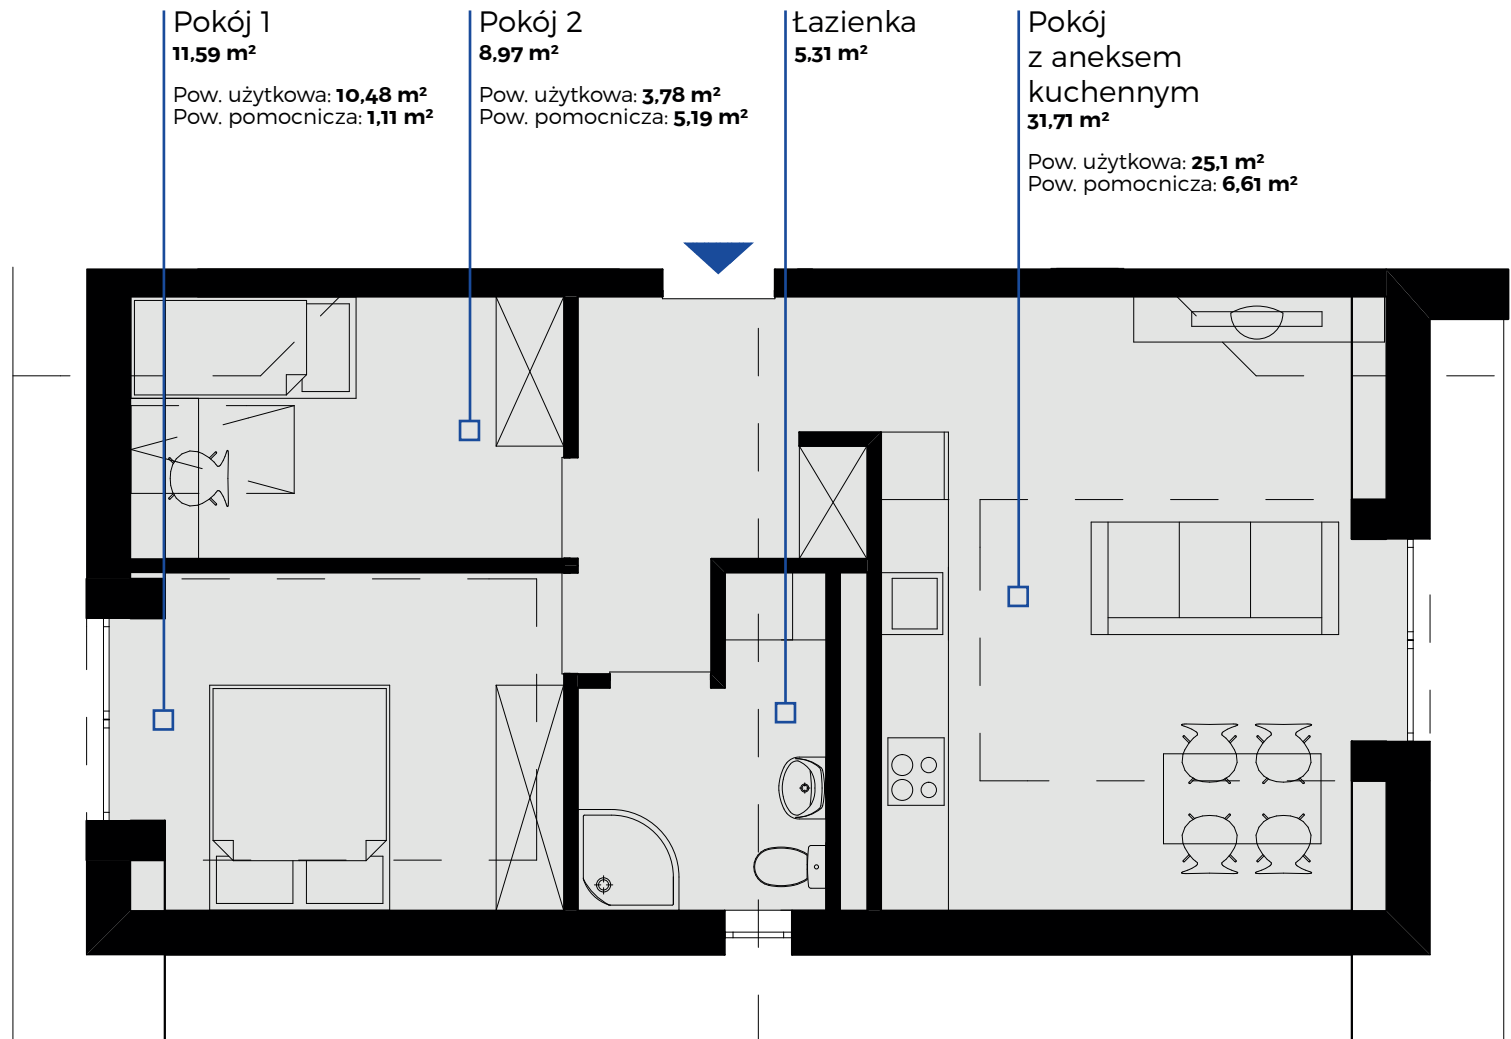 Pokój 1
11,59 m²
Pow. użytkowa: 10,48 m²
Pow. pomocnicza: 1,11 m²
Pokój 2
8,97 m²
Pow. użytkowa: 3,78 m²
Pow. pomocnicza: 5,19 m²
Łazienka
5,31 m²
Pokój
z aneksem
kuchennym
31,71 m²
Pow. użytkowa: 25,1 m²
Pow. pomocnicza: 6,61 m²